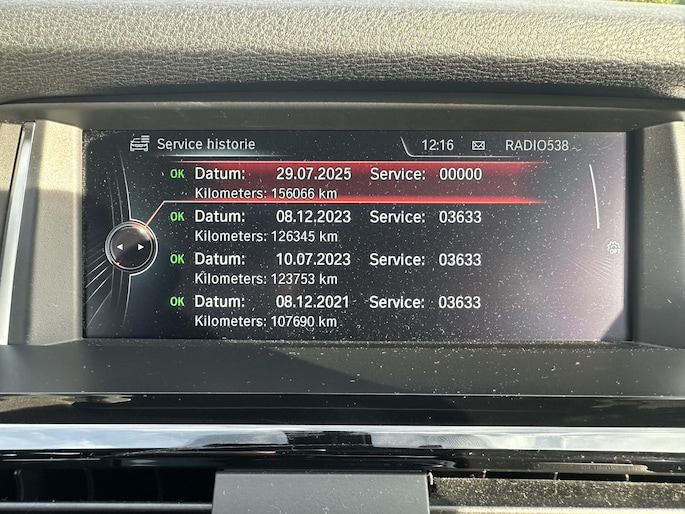 Service historie 12:16 RADIO538
OK Datum: 29.07.2025 Service: 00000
Kilometers: 156066 km
OK Datum: 08.12.2023 Service: 03633
Kilometers: 126345 km
OK Datum: 10.07.2023 Service: 03633
Kilometers: 123753 km
OK Datum: 08.12.2021 Service: 03633
Kilometers: 107690 km
OPT